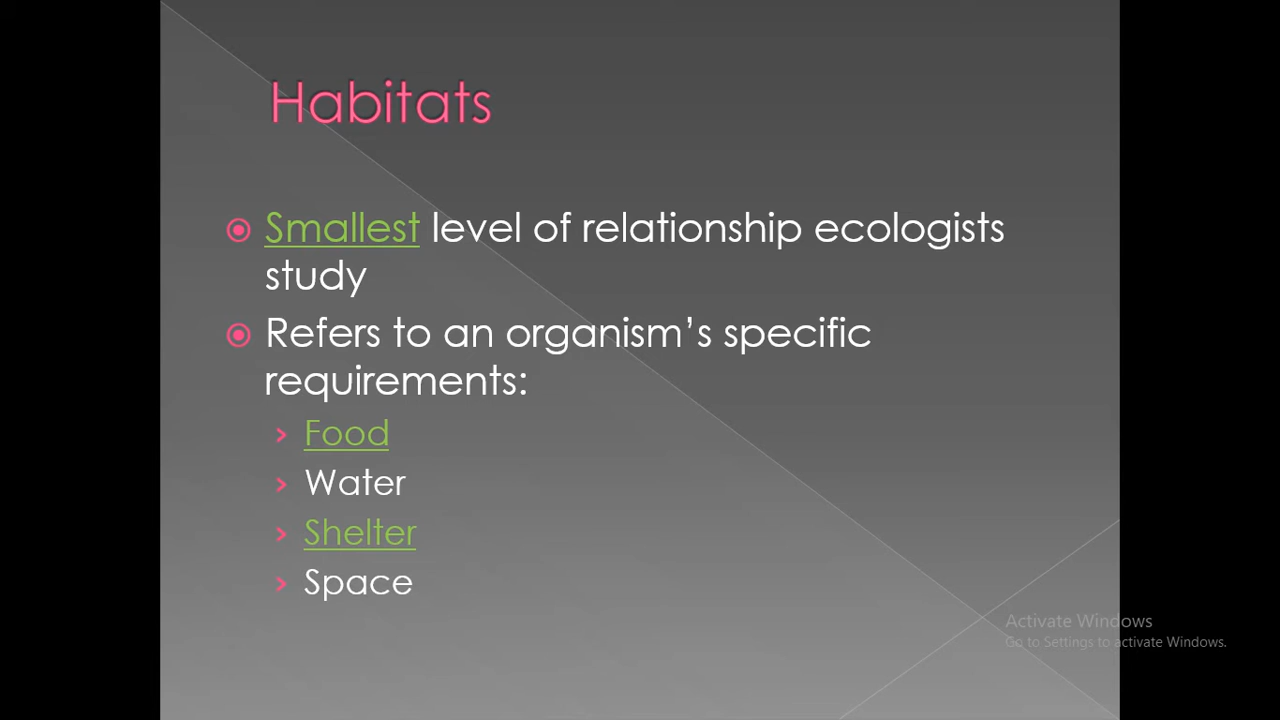 Habitats
Smallest level of relationship ecologists
study
Refers to an organism’s specific
requirements:
Food
Water
Shelter
Space
Activate Windows
Go to Settings to activate Windows.